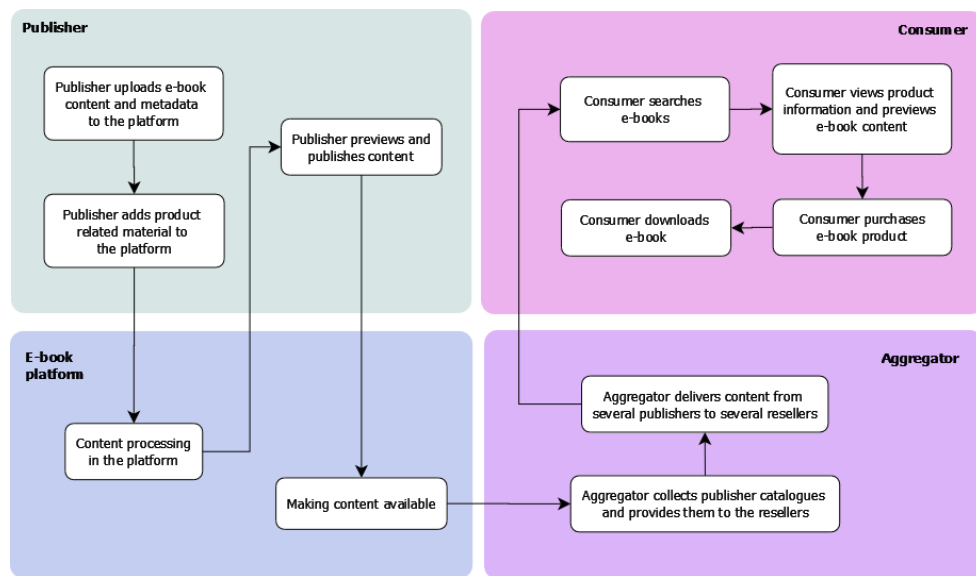 Publisher
Publisher uploads e-book
content and metadata
to the platform
Publisher adds product
related material to
the platform
Publisher previews and
publishes content
Consumer
Consumer searches
e-books
Consumer views product
information and previews
e-book content
Consumer downloads
e-book
Consumer purchases
e-book product
E-book
platform
Content processing
in the platform
Making content available
Aggregator
Aggregator delivers content from
several publishers to several resellers
Aggregator collects publisher catalogues
and provides them to the resellers